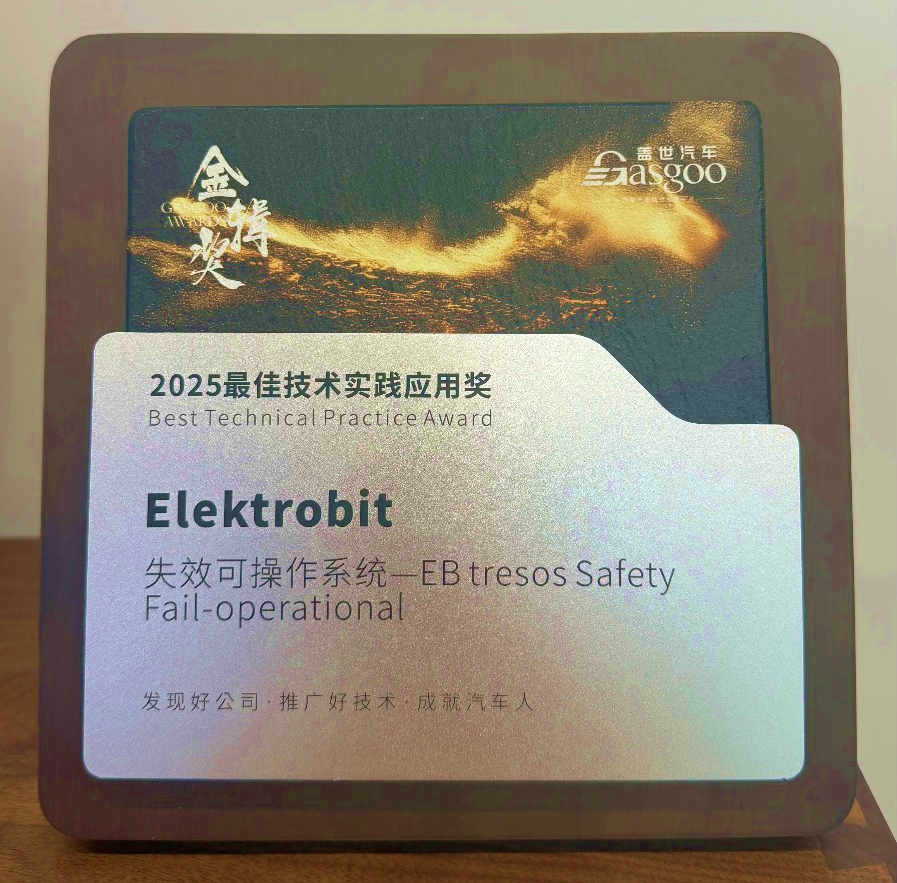 金辑奖
GASGOO
AWARDS
盖世汽车
Gasgoo
2025最佳技术实践应用奖
Best Technical Practice Award
Elektrobit
失效可操作系统—EB tresos Safety
Fail-operational
发现好公司·推广好技术·成就汽车人